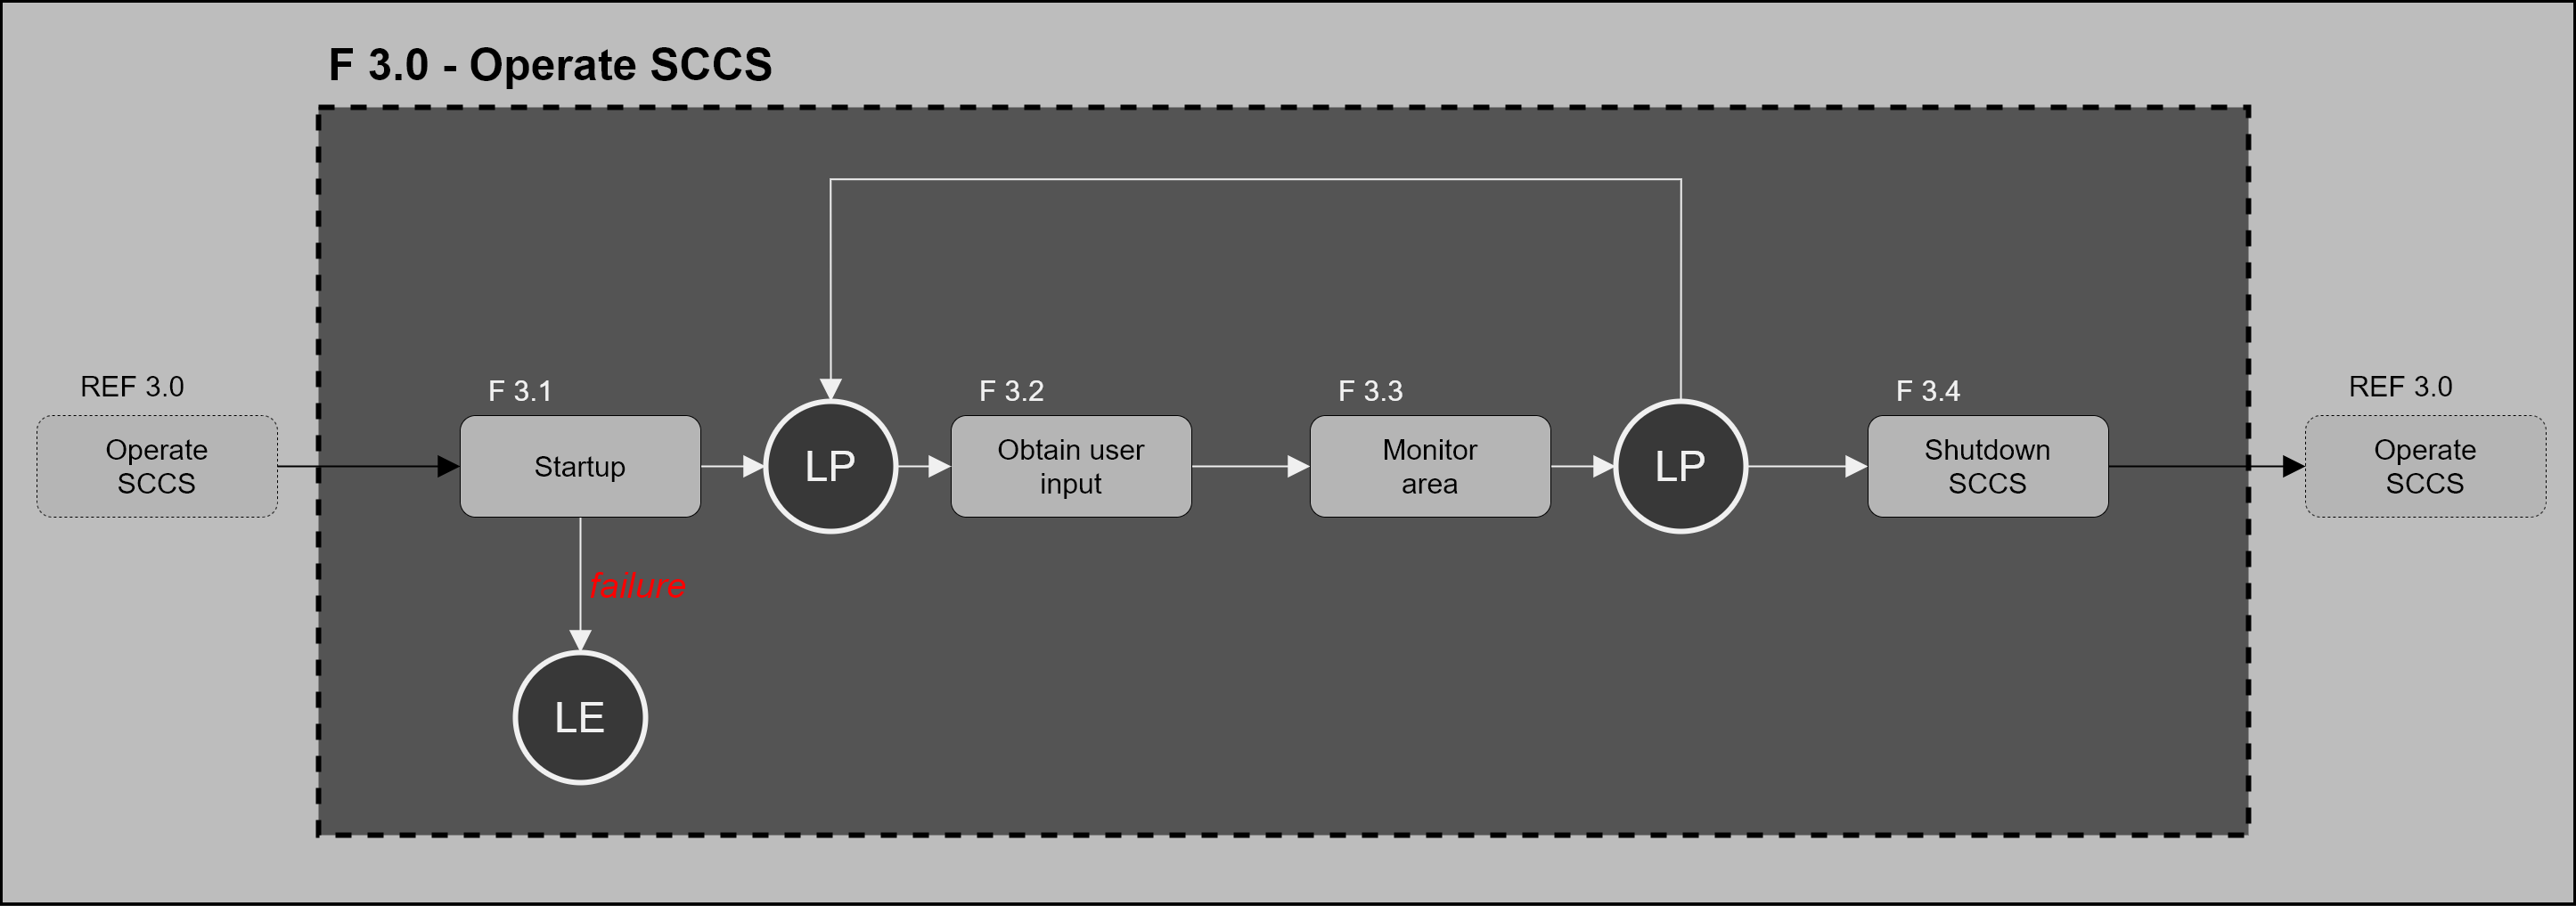 F 3.0 - Operate SCCS
REF 3.0
Operate
SCCS
F 3.1
Startup
failure
LE
LP
F 3.2
Obtain user
input
F 3.3
Monitor
area
LP
F 3.4
Shutdown
SCCS
REF 3.0
Operate
SCCS